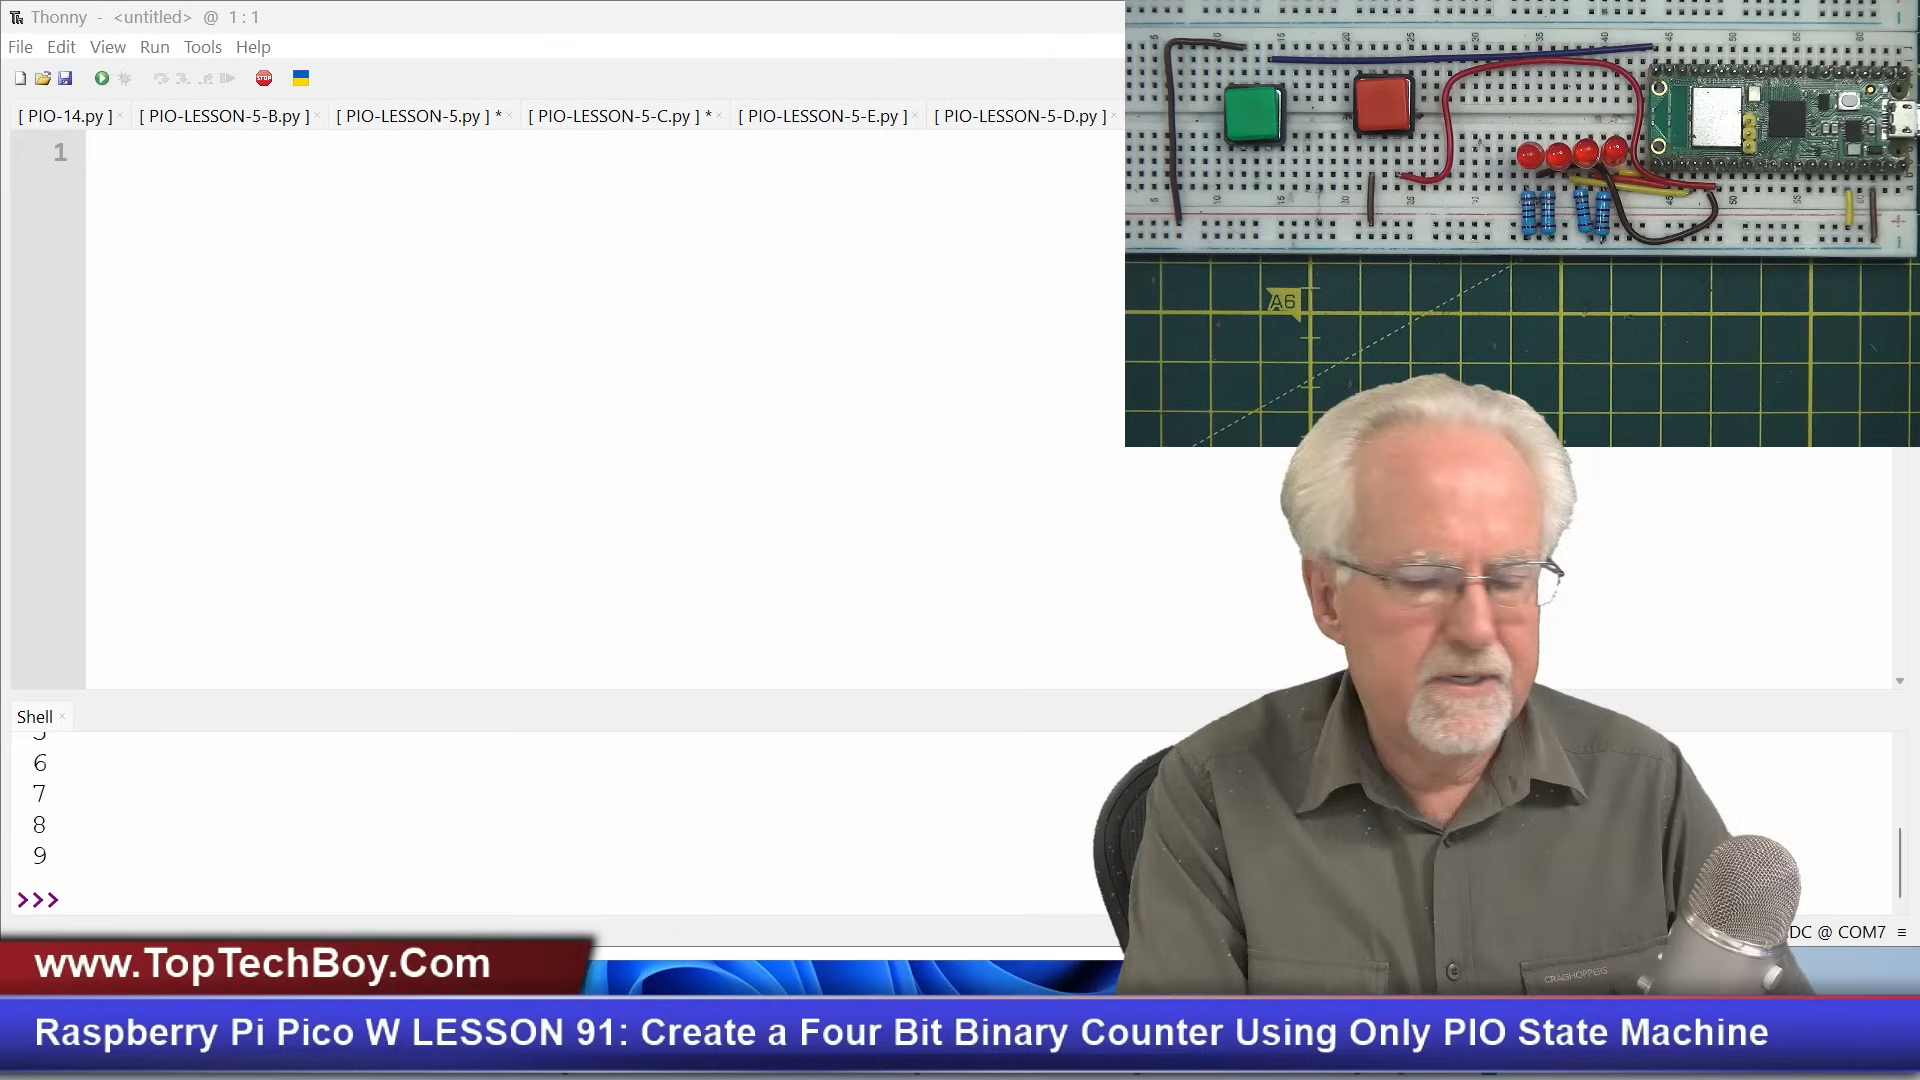 Thonny - <untitled> @ 1 : 1
File Edit View Run Tools Help
STOP
[ PIO-14.py ] × [ PIO-LESSON-5-B.py ] × [ PIO-LESSON-5.py ] * × [ PIO-LESSON-5-C.py ] * × [ PIO-LESSON-5-E.py ] × [ PIO-LESSON-5-D.py ] ×
1
A6
Shell ×
6
7
8
9
>>>
DC @ COM7 ≡
CRAGHOPPERS
www.TopTechBoy.Com
Raspberry Pi Pico W LESSON 91: Create a Four Bit Binary Counter Using Only PIO State Machine